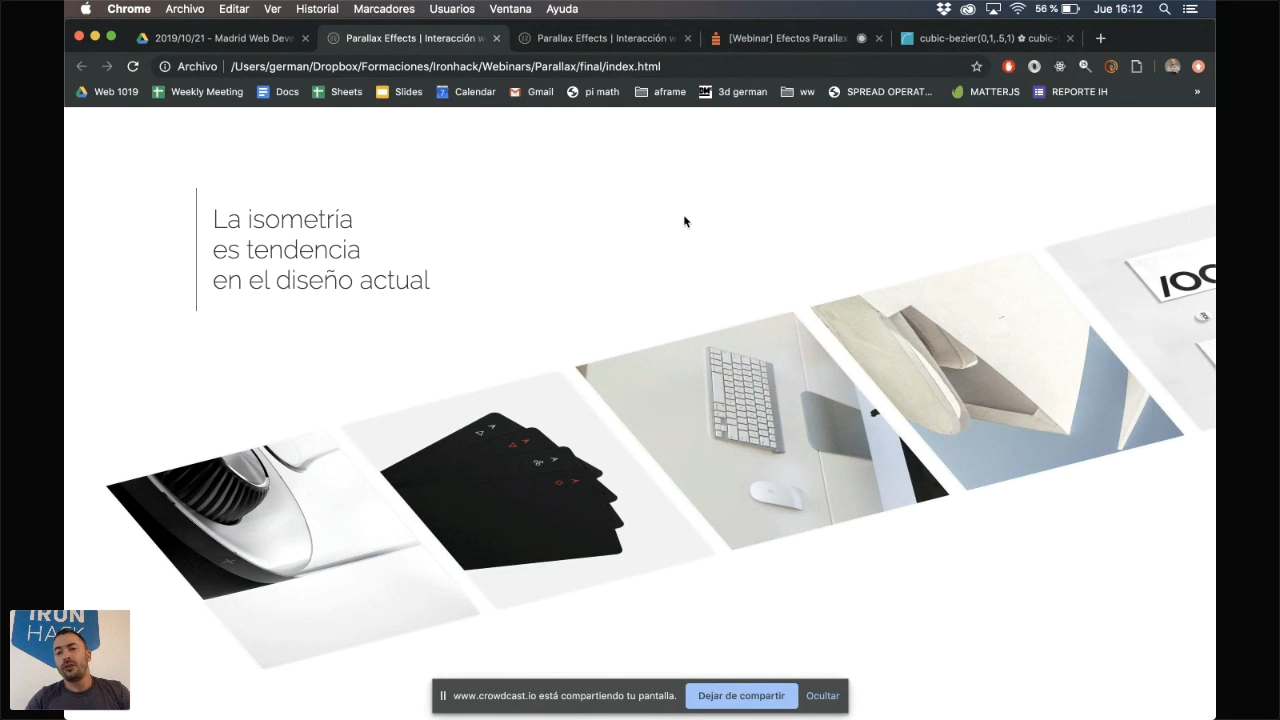 Chrome Archivo Editar Ver Historial Marcadores Usuarios Ventana Ayuda 56 % Jue 16:12
2019/10/21 - Madrid Web Deve Parallax Effects | Interacción w Parallax Effects | Interacción w [Webinar] Efectos Parallax cubic-bezier(0,1,.5,1) ✿ cubic-
Archivo /Users/german/Dropbox/Formaciones/Ironhack/Webinars/Parallax/final/index.html
Web 1019 Weekly Meeting Docs Sheets Slides Calendar Gmail pi math aframe 3d german ww SPREAD OPERAT... MATTERJS REPORTE IH »
La isometría
es tendencia
en el diseño actual
IRON
HACK
www.crowdcast.io está compartiendo tu pantalla. Dejar de compartir Ocultar